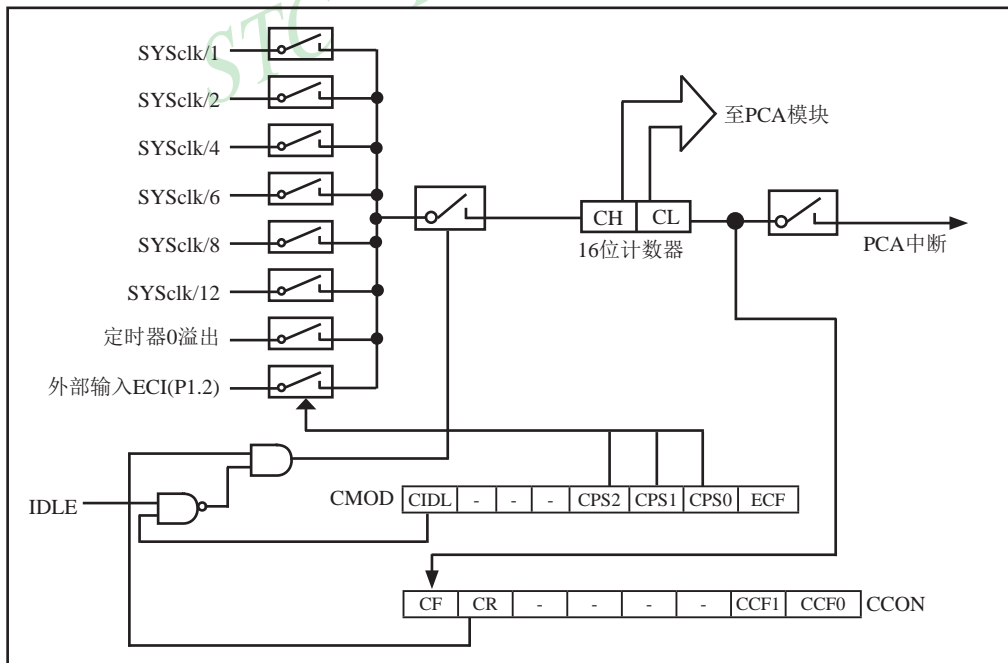 STC
SYSclk/1
SYSclk/2
SYSclk/4
SYSclk/6
SYSclk/8
SYSclk/12
定时器0溢出
外部输入ECI(P1.2)
至PCA模块
CH CL
16位计数器
PCA中断
IDLE
CMOD CIDL - - - CPS2 CPS1 CPS0 ECF
CF CR - - - - CCF1 CCF0 CCON